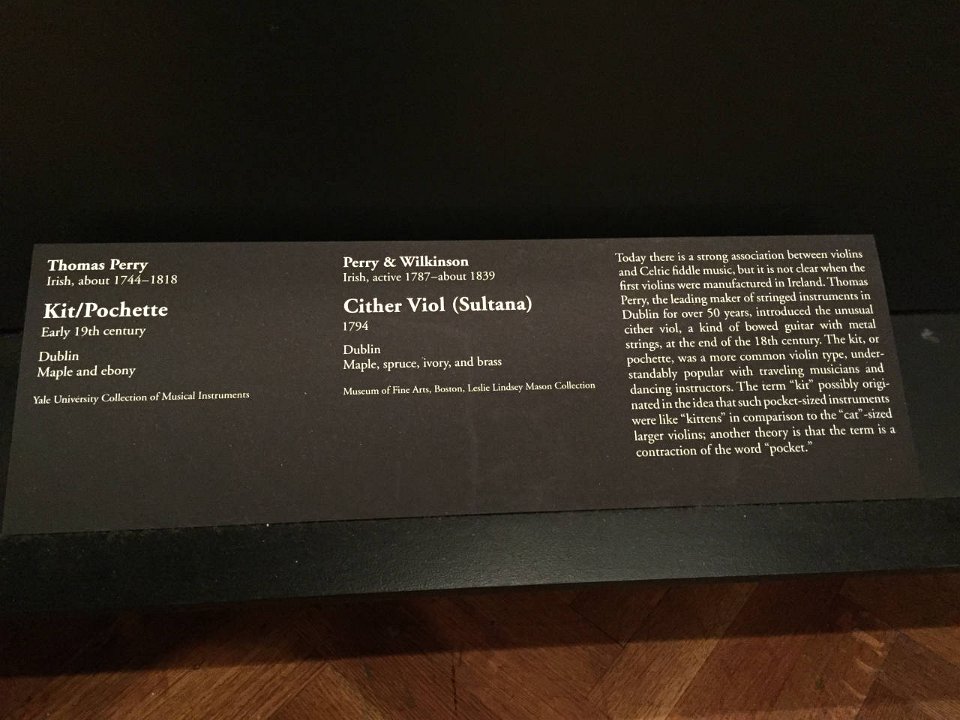 Thomas Perry
Irish, about 1744–1818
Kit/Pochette
Early 19th century
Dublin
Maple and ebony
Yale University Collection of Musical Instruments
Perry & Wilkinson
Irish, active 1787–about 1839
Cither Viol (Sultana)
1794
Dublin
Maple, spruce, ivory, and brass
Museum of Fine Arts, Boston, Leslie Lindsey Mason Collection
Today there is a strong association between violins
and Celtic fiddle music, but it is not clear when the
first violins were manufactured in Ireland. Thomas
Perry, the leading maker of stringed instruments in
Dublin for over 50 years, introduced the unusual
cither viol, a kind of bowed guitar with metal
strings, at the end of the 18th century. The kit, or
pochette, was a more common violin type, under-
standably popular with traveling musicians and
dancing instructors. The term “kit” possibly origi-
nated in the idea that such pocket-sized instruments
were like “kittens” in comparison to the “cat”-sized
larger violins; another theory is that the term is a
contraction of the word “pocket.”